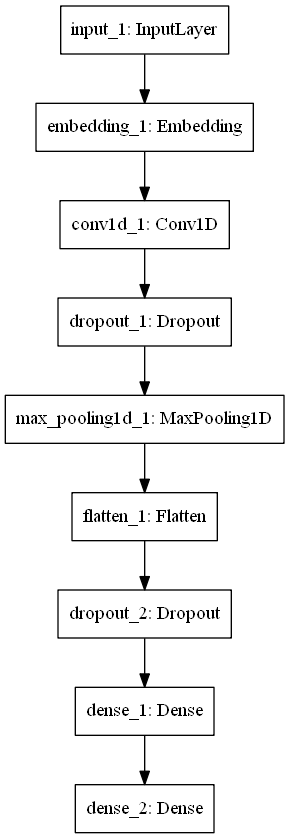 input_1: InputLayer
embedding_1: Embedding
conv1d_1: Conv1D
dropout_1: Dropout
max_pooling1d_1: MaxPooling1D
flatten_1: Flatten
dropout_2: Dropout
dense_1: Dense
dense_2: Dense